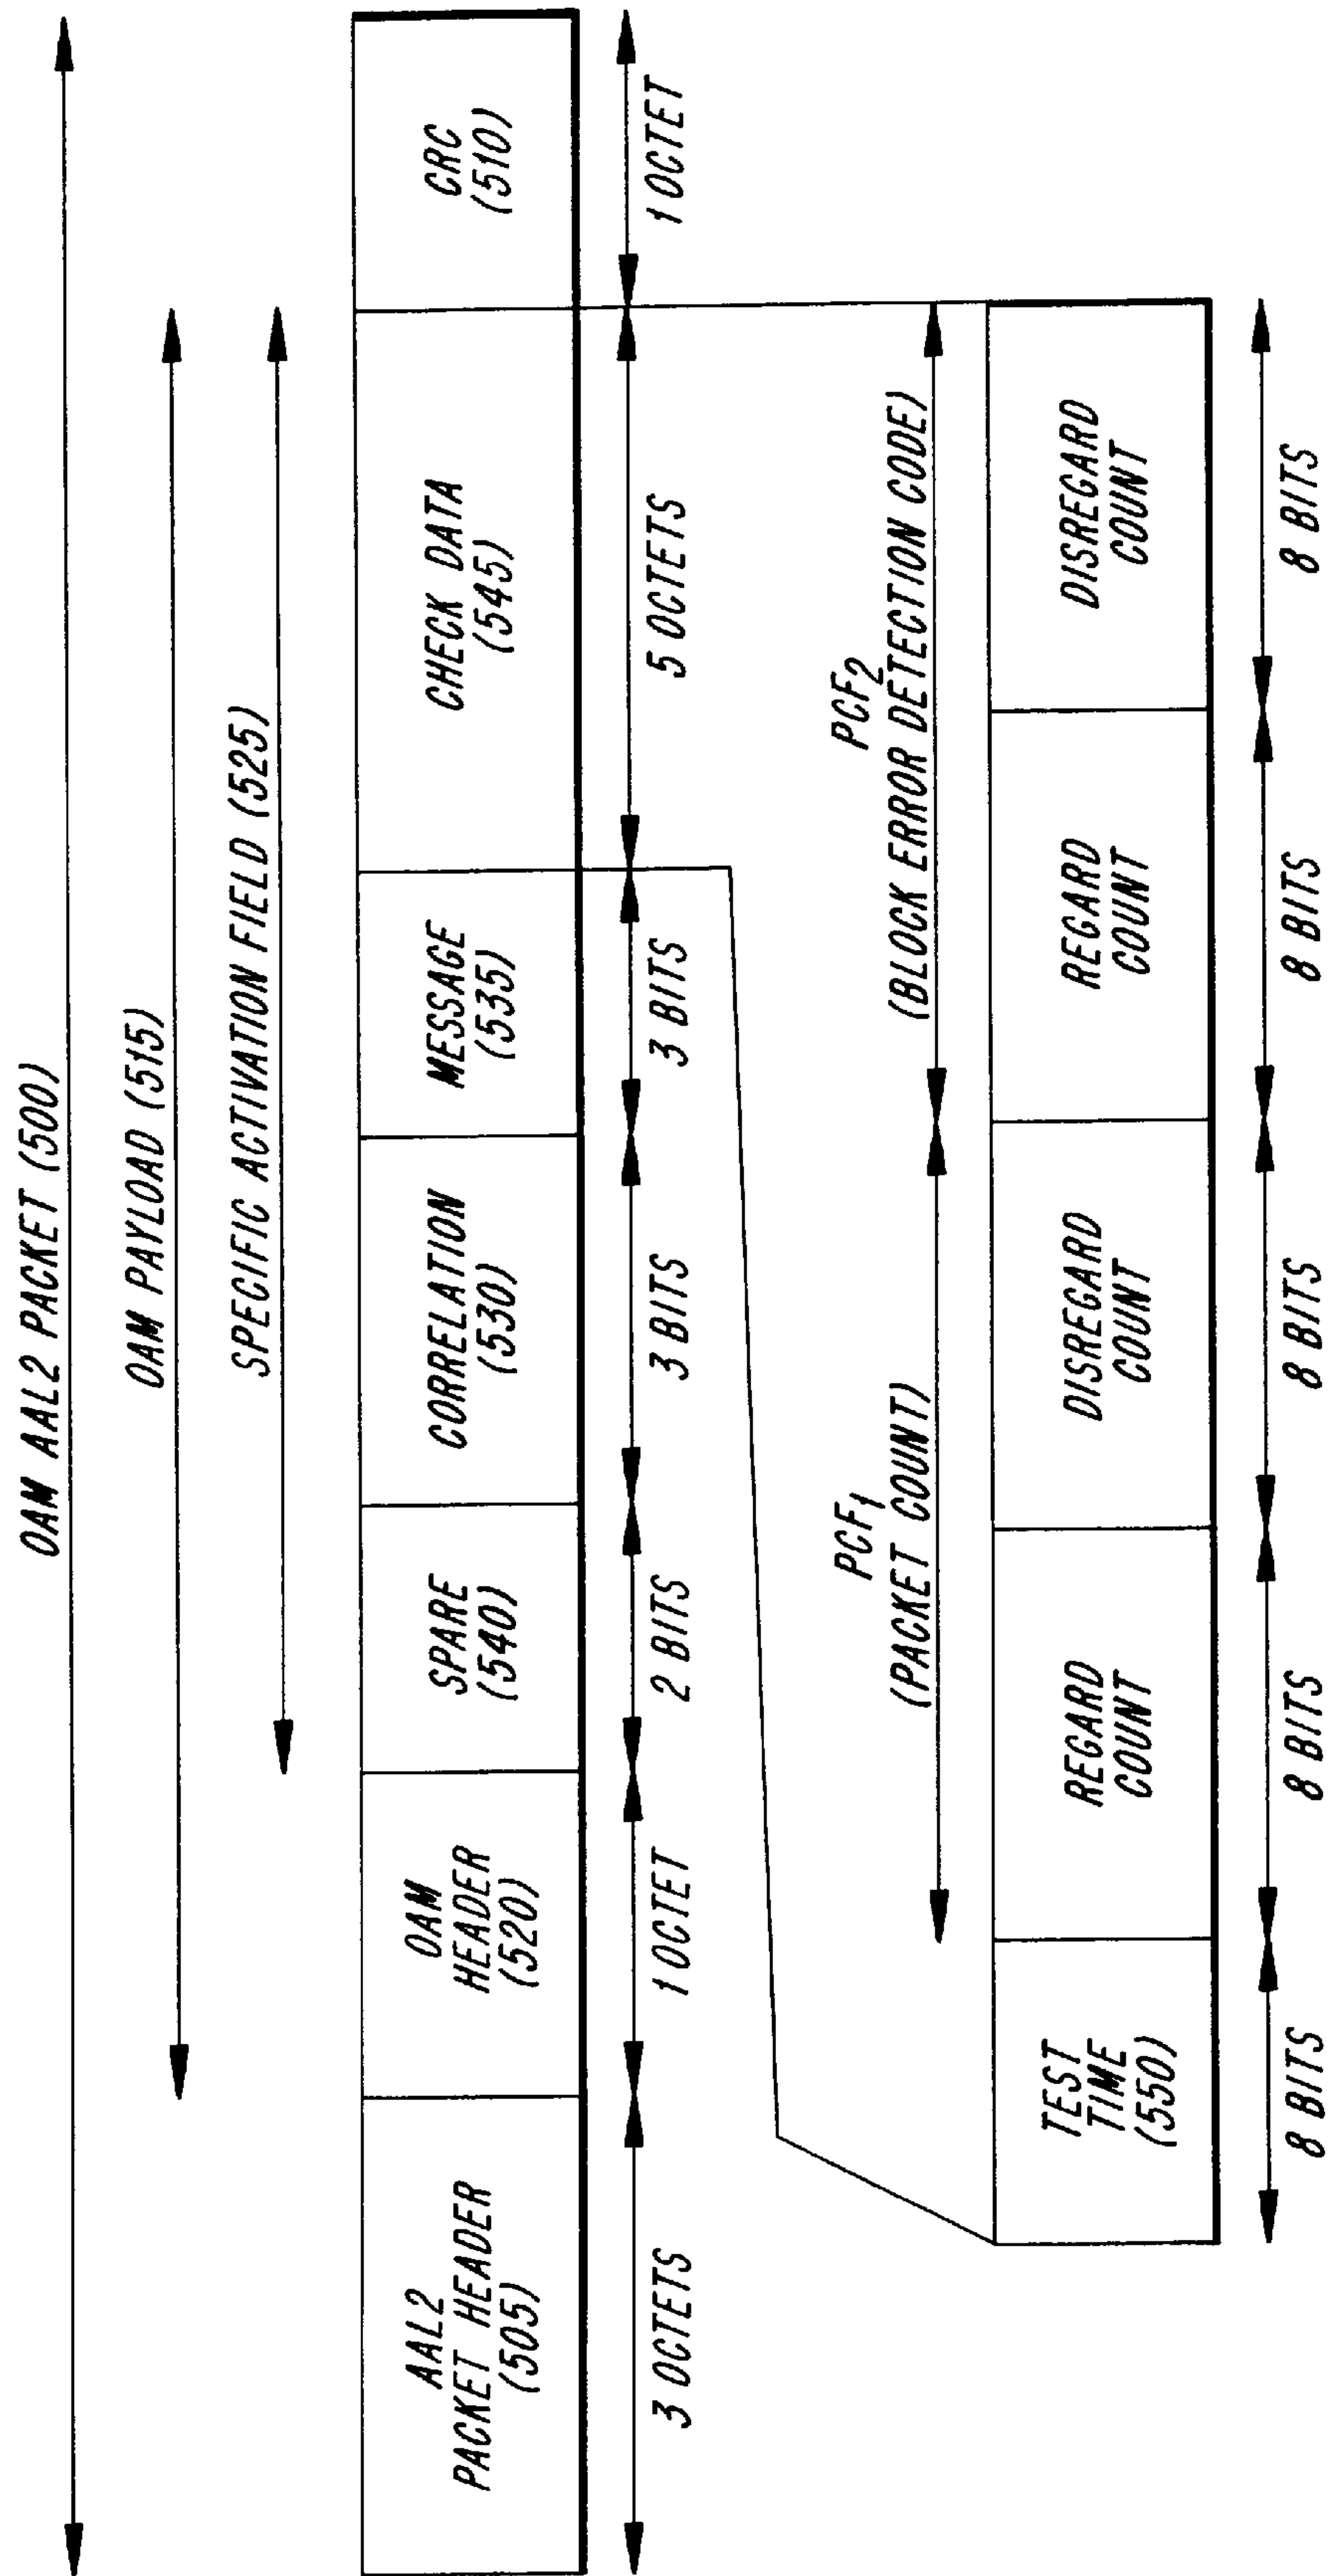 OAM AAL2 PACKET (500)
OAM PAYLOAD (515)
SPECIFIC ACTIVATION FIELD (525)
AAL2
PACKET HEADER
(505)
OAM
HEADER
(520)
SPARE
(540)
CORRELATION
(530)
MESSAGE
(535)
CHECK DATA
(545)
CRC
(510)
3 OCTETS
1 OCTET
2 BITS
3 BITS
3 BITS
5 OCTETS
1 OCTET
PCF1
(PACKET COUNT)
PCF2
(BLOCK ERROR DETECTION CODE)
TEST
TIME
(550)
REGARD
COUNT
DISREGARD
COUNT
REGARD
COUNT
DISREGARD
COUNT
8 BITS
8 BITS
8 BITS
8 BITS
8 BITS